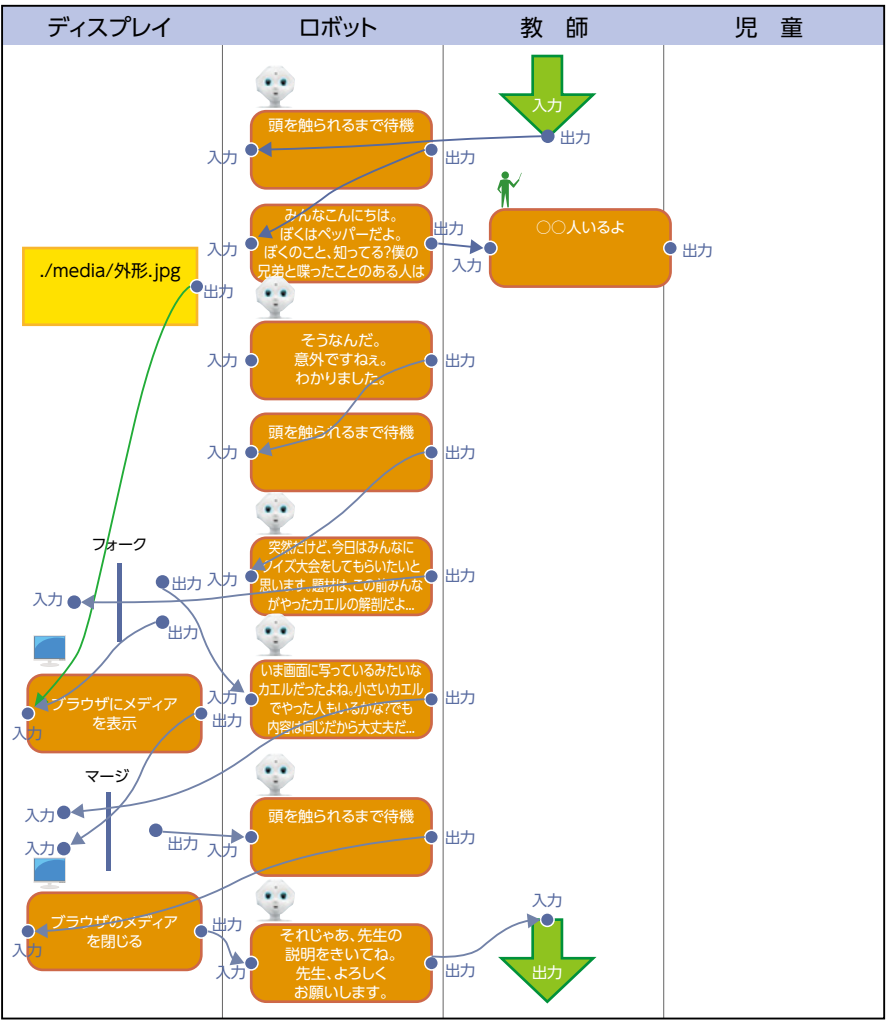 ディスプレイ
ロボット
教　師
児　童
入力
出力
頭を触られるまで待機
入力
出力
みんなこんにちは。
ぼくはペッパーだよ。
ぼくのこと、知ってる?僕の
兄弟と喋ったことのある人は
入力
出力
○○人いるよ
入力
出力
./media/外形.jpg
出力
そうなんだ。
意外ですねぇ。
わかりました。
入力
出力
頭を触られるまで待機
入力
出力
フォーク
入力
出力
出力
突然だけど、今日はみんなに
クイズ大会をしてもらいたいと
思います。題材は、この前みんな
がやったカエルの解剖だよ...
入力
出力
いま画面に写っているみたいな
カエルだったよね。小さいカエル
でやった人もいるかな?でも
内容は同じだから大丈夫だ...
入力
出力
ブラウザにメディア
を表示
入力
出力
マージ
入力
入力
出力
頭を触られるまで待機
入力
出力
ブラウザのメディア
を閉じる
入力
出力
それじゃあ、先生の
説明をきいてね。
先生、よろしく
お願いします。
入力
出力
入力
出力